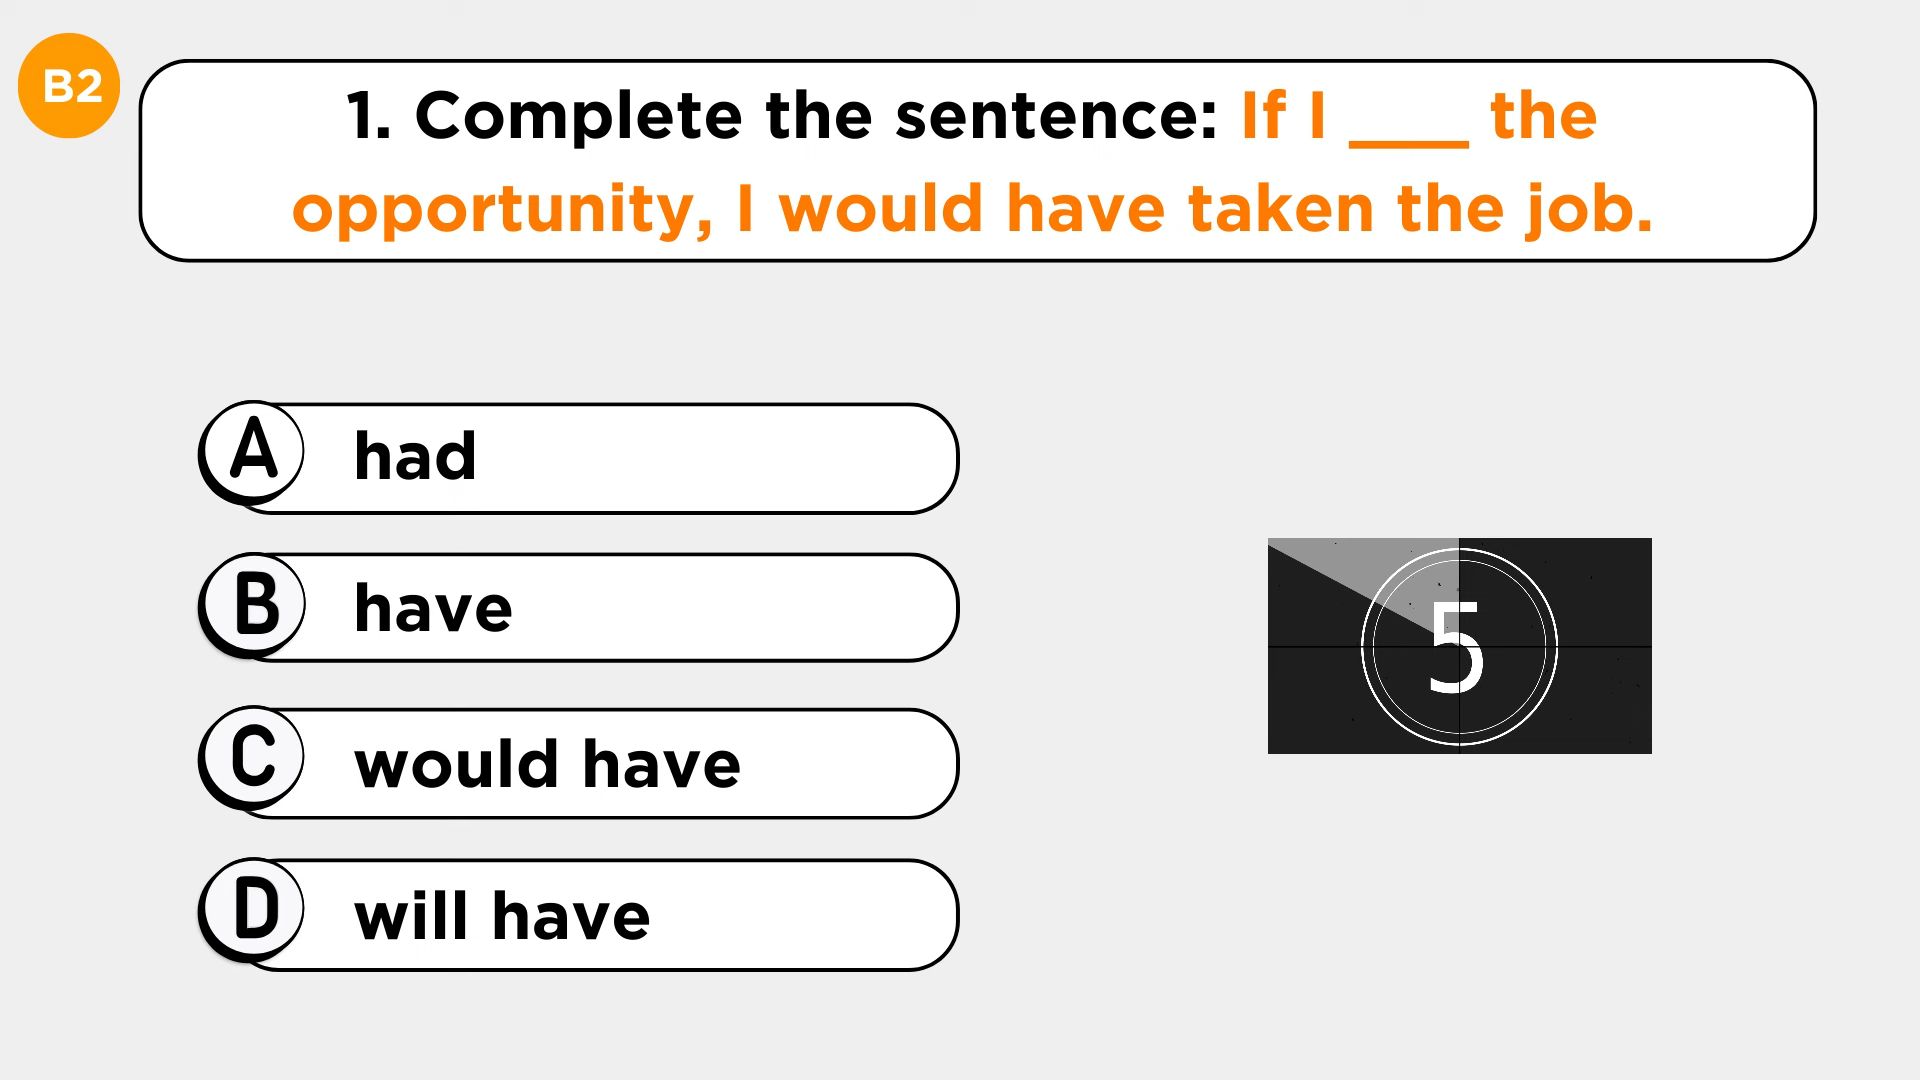 B2
1. Complete the sentence: If I ____ the
opportunity, I would have taken the job.
A had
B have
C would have
D will have
5